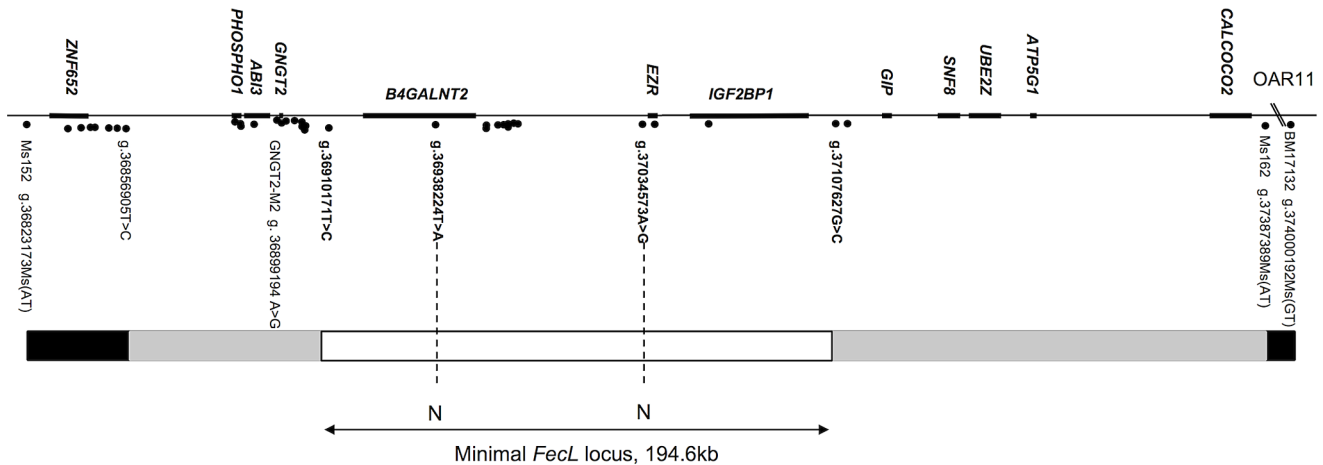 ZNF652
PHOSPHO1
ABI3
GNGT2
B4GALNT2
EZR
IGF2BP1
GIP
SNF8
UBE2Z
ATP5G1
CALCOCO2
OAR11
Ms152 g.36823173Ms(AT)
g.36856905T>C
GNGT2-M2 g. 36899194 A>G
g.36910171T>C
g.36938224T>A
g.37034573A>G
g.37107627G>C
Ms162 g.37387389Ms(AT)
BM17132 g.37400192Ms(GT)
N N
Minimal FecL locus, 194.6kb